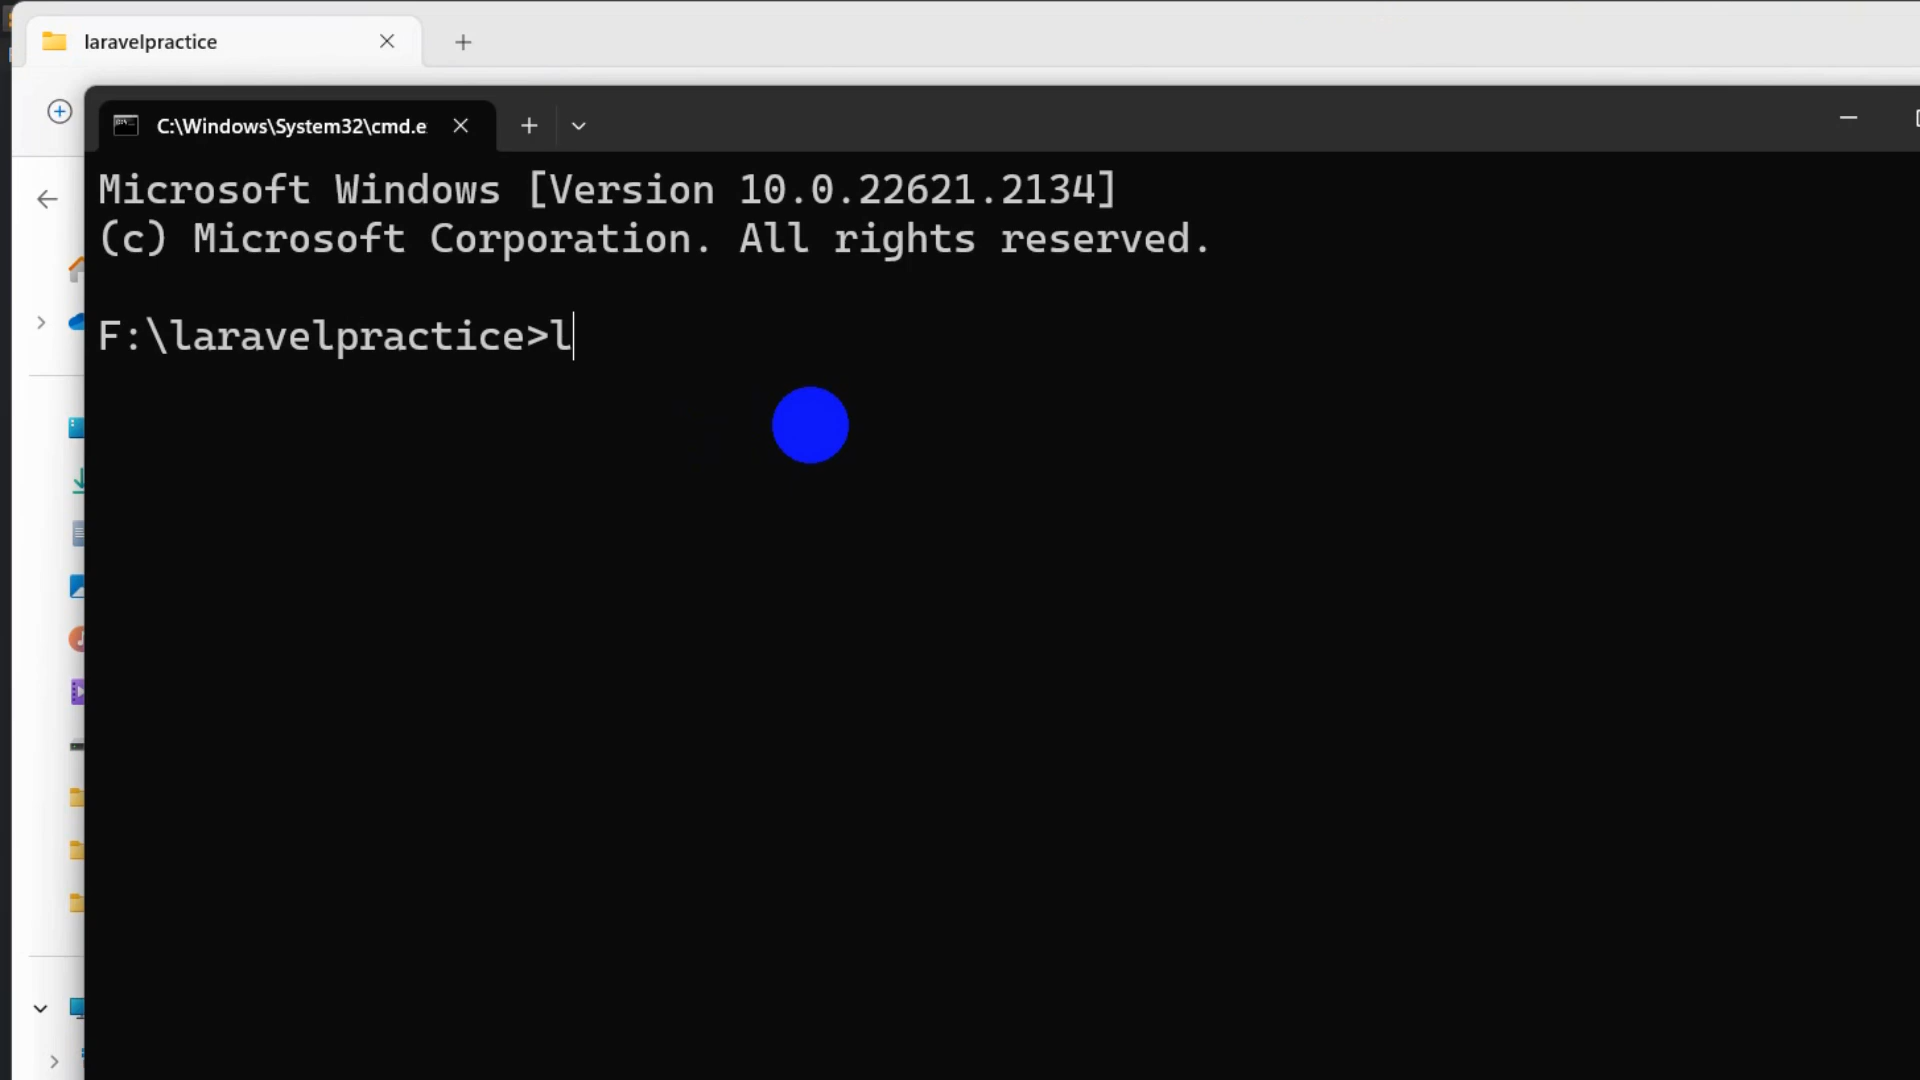 laravelpractice
C:\Windows\System32\cmd.e
Microsoft Windows [Version 10.0.22621.2134]
(c) Microsoft Corporation. All rights reserved.
F:\laravelpractice>l